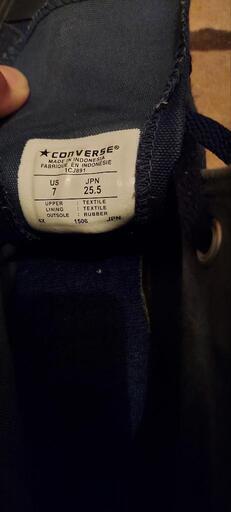 ★CONVERSE®
MADE IN INDONESIA
FABRIQUE EN INDONESIE
1CJ891
US JPN
7 25.5
UPPER : TEXTILE
LINING : TEXTILE
OUTSOLE : RUBBER
1506 JPN